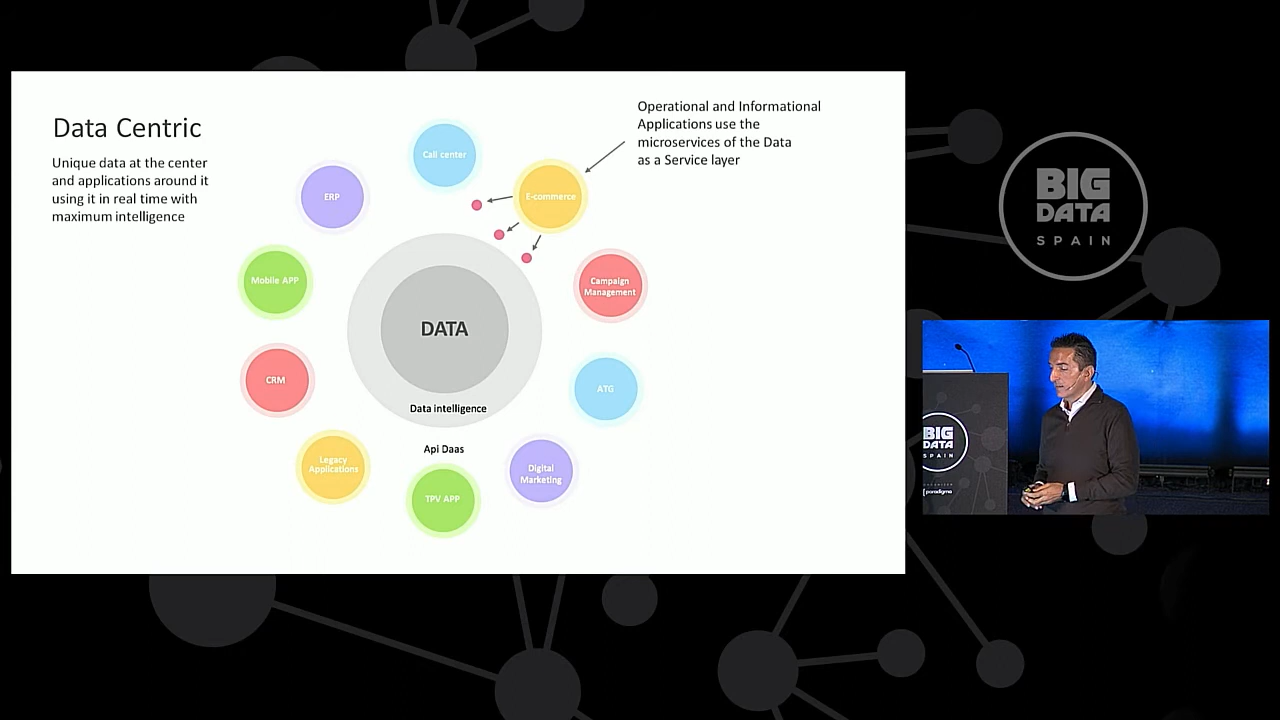 Data Centric
Unique data at the center
and applications around it
using it in real time with
maximum intelligence
Operational and Informational
Applications use the
microservices of the Data
as a Service layer
Call center
ERP
E-commerce
Mobile APP
Campaign
Management
DATA
CRM
ATG
Data intelligence
Api Daas
Legacy
Applications
Digital
Marketing
TPV APP
BIG
DATA
SPAIN
BIG
DATA
SPAIN
paradigma